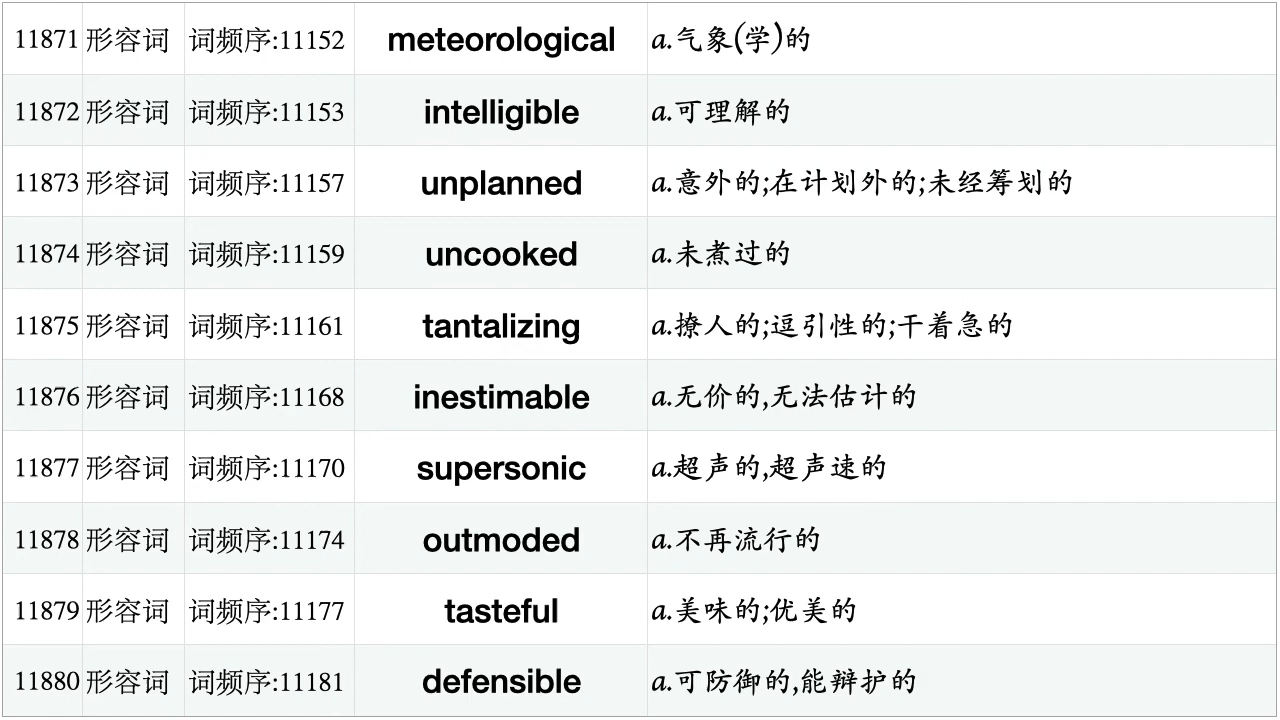 11871 形容词 词频序:11152 meteorological a.气象(学)的
11872 形容词 词频序:11153 intelligible a.可理解的
11873 形容词 词频序:11157 unplanned a.意外的;在计划外的;未经筹划的
11874 形容词 词频序:11159 uncooked a.未煮过的
11875 形容词 词频序:11161 tantalizing a.撩人的;逗引性的;干着急的
11876 形容词 词频序:11168 inestimable a.无价的,无法估计的
11877 形容词 词频序:11170 supersonic a.超声的,超声速的
11878 形容词 词频序:11174 outmoded a.不再流行的
11879 形容词 词频序:11177 tasteful a.美味的;优美的
11880 形容词 词频序:11181 defensible a.可防御的,能辩护的